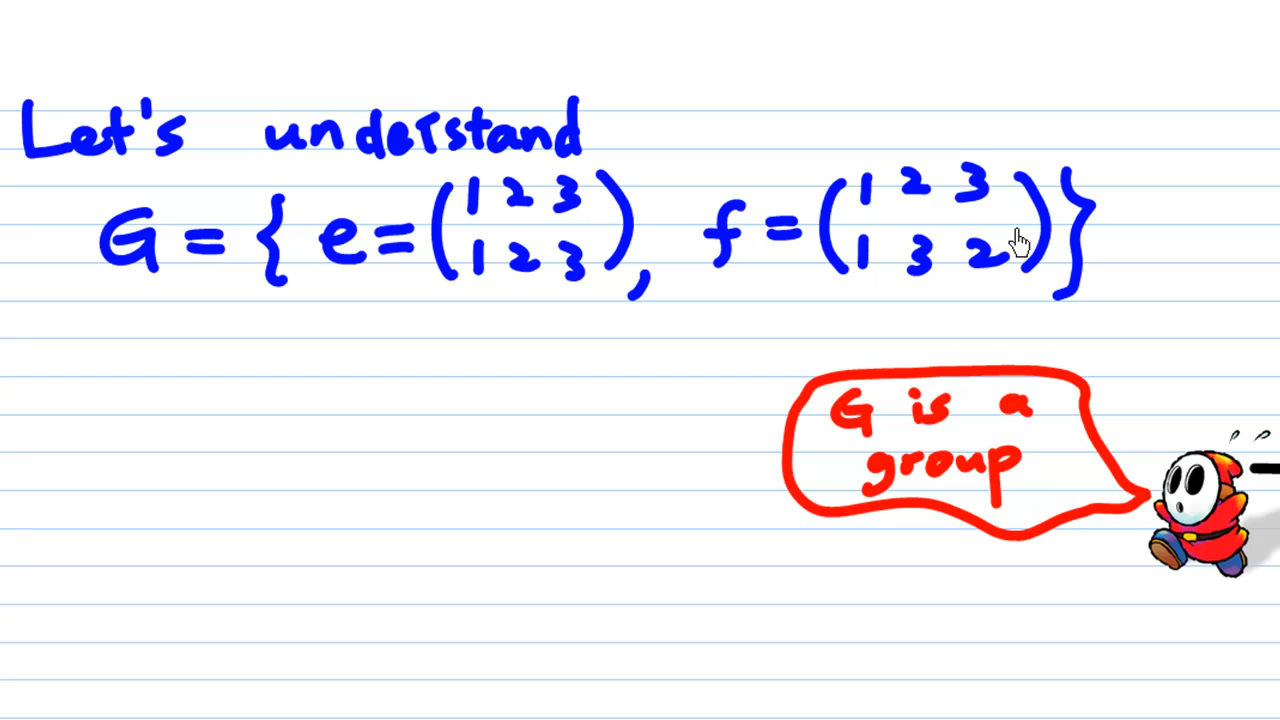 Let's understand
G = { e = (1 2 3
1 2 3), f = (1 2 3
1 3 2)}
G is a
group